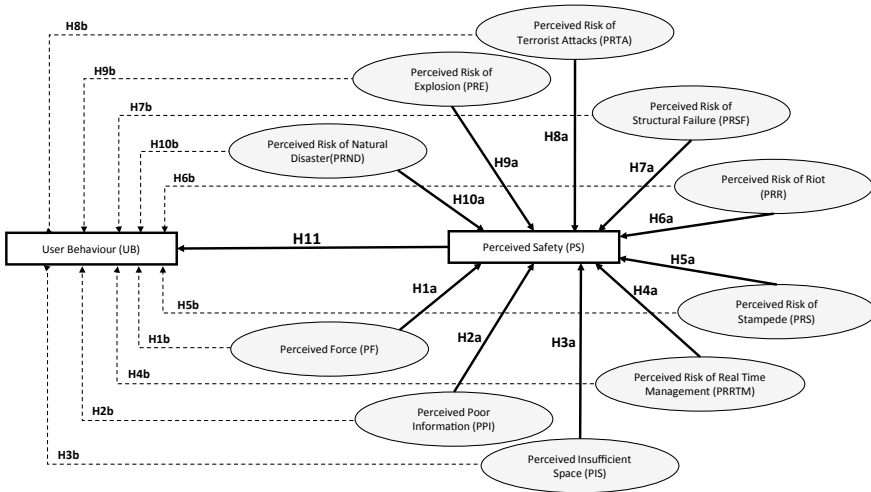 H8b
Perceived Risk of
Terrorist Attacks (PRTA)
H9b
Perceived Risk of
Explosion (PRE)
H7b
Perceived Risk of
Structural Failure (PRSF)
H10b
Perceived Risk of Natural
Disaster(PRND)
H9a
H8a
H7a
H6b
Perceived Risk of Riot
(PRR)
H10a
H6a
User Behaviour (UB)
H11
Perceived Safety (PS)
H5a
H1a
H4a
H5b
Perceived Risk of
Stampede (PRS)
H2a
H3a
H1b
Perceived Force (PF)
H4b
Perceived Risk of Real Time
Management (PRRTM)
H2b
Perceived Poor
Information (PPI)
H3b
Perceived Insufficient
Space (PIS)